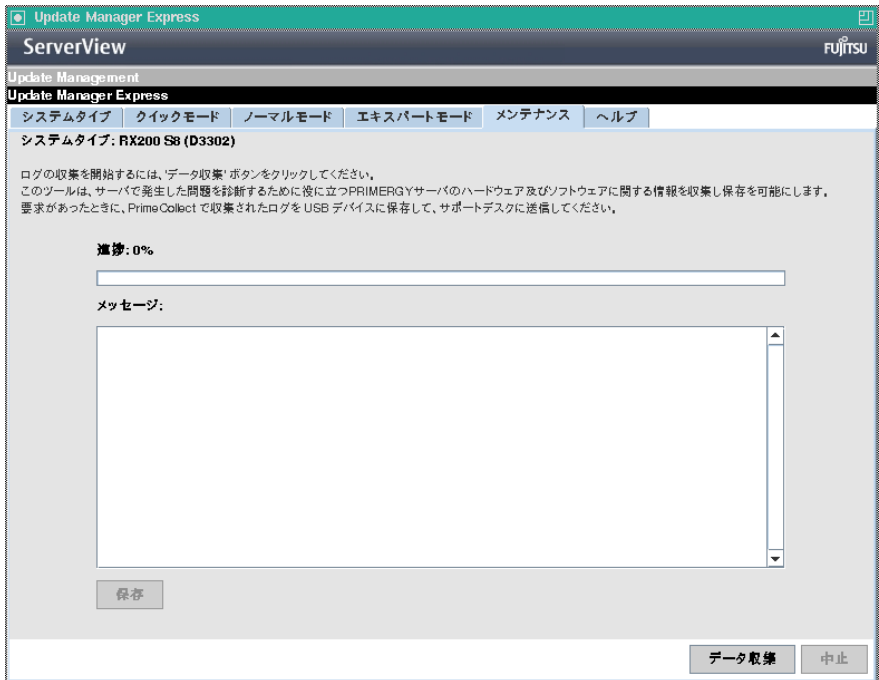 Update Manager Express
ServerView
FUJITSU
Update Management
Update Manager Express
システムタイプ クイックモード ノーマルモード エキスパートモード メンテナンス ヘルプ
システムタイプ: RX200 S8 (D3302)
ログの収集を開始するには、'データ収集' ボタンをクリックしてください。
このツールは、サーバで発生した問題を診断するために役に立つPRIMERGYサーバのハードウェア及びソフトウェアに関する情報を収集し保存を可能にします。
要求があったときに、PrimeCollect で収集されたログを USB デバイスに保存して、サポートデスクに送信してください。
進捗: 0%
メッセージ:
保存
データ収集 中止